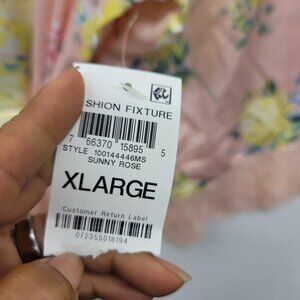 SHION FIXTURE
7 66370 15895 5
STYLE 100144446MS
SUNNY ROSE
XLARGE
Customer Return Label
072355018194